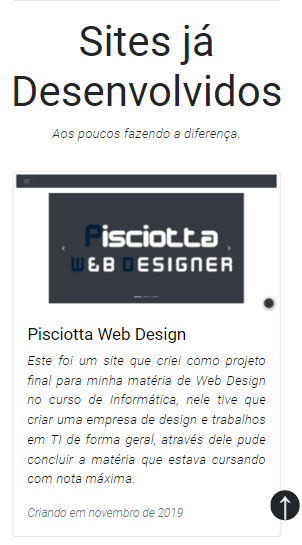 Sites já
Desenvolvidos
Aos poucos fazendo a diferença.
Pisciotta
W&B DESIGNER
Pisciotta Web Design
Este foi um site que criei como projeto
final para minha matéria de Web Design
no curso de Informática, nele tive que
criar uma empresa de design e trabalhos
em TI de forma geral, através dele pude
concluir a matéria que estava cursando
com nota máxima.
Criando em novembro de 2019